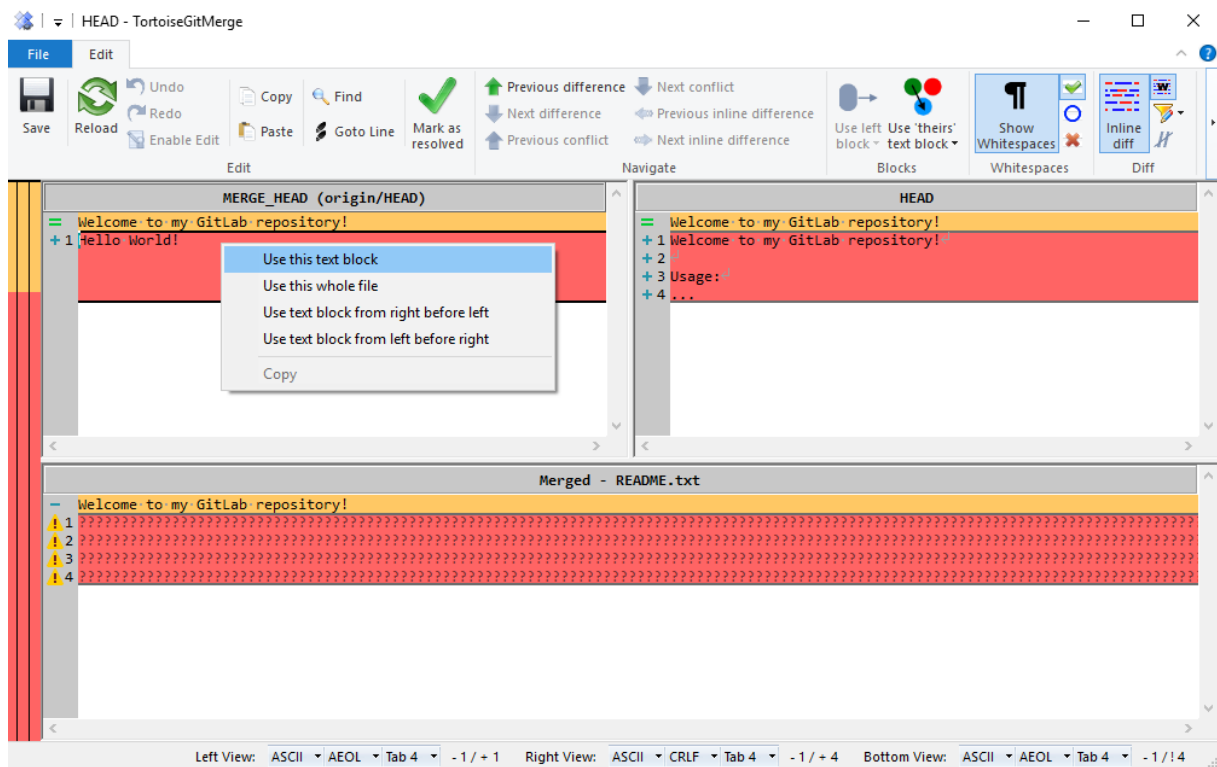 HEAD - TortoiseGitMerge
File Edit
Save
Reload
Undo
Redo
Enable Edit
Copy
Paste
Find
Goto Line
Mark as
resolved
Edit
Previous difference
Next difference
Previous conflict
Next conflict
Previous inline difference
Next inline difference
Navigate
Use left
block
Use 'theirs'
text block
Blocks
Show
Whitespaces
Whitespaces
Inline
diff
Diff
MERGE_HEAD (origin/HEAD)
Welcome to my GitLab repository!
1 Hello World!
Use this text block
Use this whole file
Use text block from right before left
Use text block from left before right
Copy
HEAD
Welcome to my GitLab repository!
1 Welcome to my GitLab repository!
2
3 Usage:
4 ...
Merged - README.txt
Welcome to my GitLab repository!
1 ????????????????????????????????????????????????????????????????????????????????????????????????????????????????????????????????????????
2 ????????????????????????????????????????????????????????????????????????????????????????????????????????????????????????????????????????
3 ????????????????????????????????????????????????????????????????????????????????????????????????????????????????????????????????????????
4 ????????????????????????????????????????????????????????????????????????????????????????????????????????????????????????????????????????
Left View: ASCII AEOL Tab 4 - 1 / + 1 Right View: ASCII CRLF Tab 4 - 1 / + 4 Bottom View: ASCII AEOL Tab 4 - 1 / ! 4